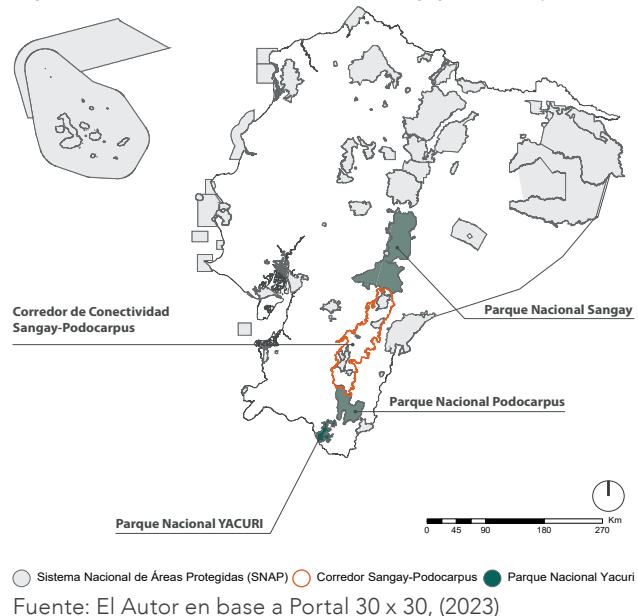 Corredor de Conectividad
Sangay-Podocarpus
Parque Nacional Sangay
Parque Nacional Podocarpus
Parque Nacional YACURI
Km
0 45 90 180 270
Sistema Nacional de Áreas Protegidas (SNAP) Corredor Sangay-Podocarpus Parque Nacional Yacuri
Fuente: El Autor en base a Portal 30 x 30, (2023)